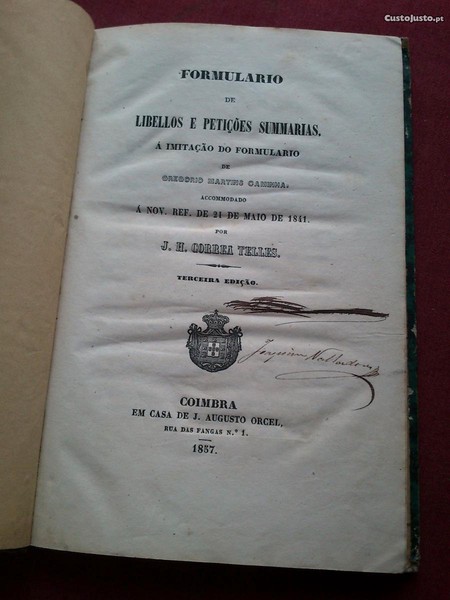 CustoJusto.pt
FORMULARIO
DE
LIBELLOS E PETIÇÕES SUMMARIAS.
Á IMITAÇÃO DO FORMULARIO
DE
GREGORIO MARTINS CAMINHA,
ACCOMMODADO
Á NOV. REF. DE 21 DE MAIO DE 1841.
POR
J. H. CORREA TELLES.
TERCEIRA EDIÇÃO.
Joaquim
COIMBRA
EM CASA DE J. AUGUSTO ORCEL,
RUA DAS FANGAS N.º 1.
1857.